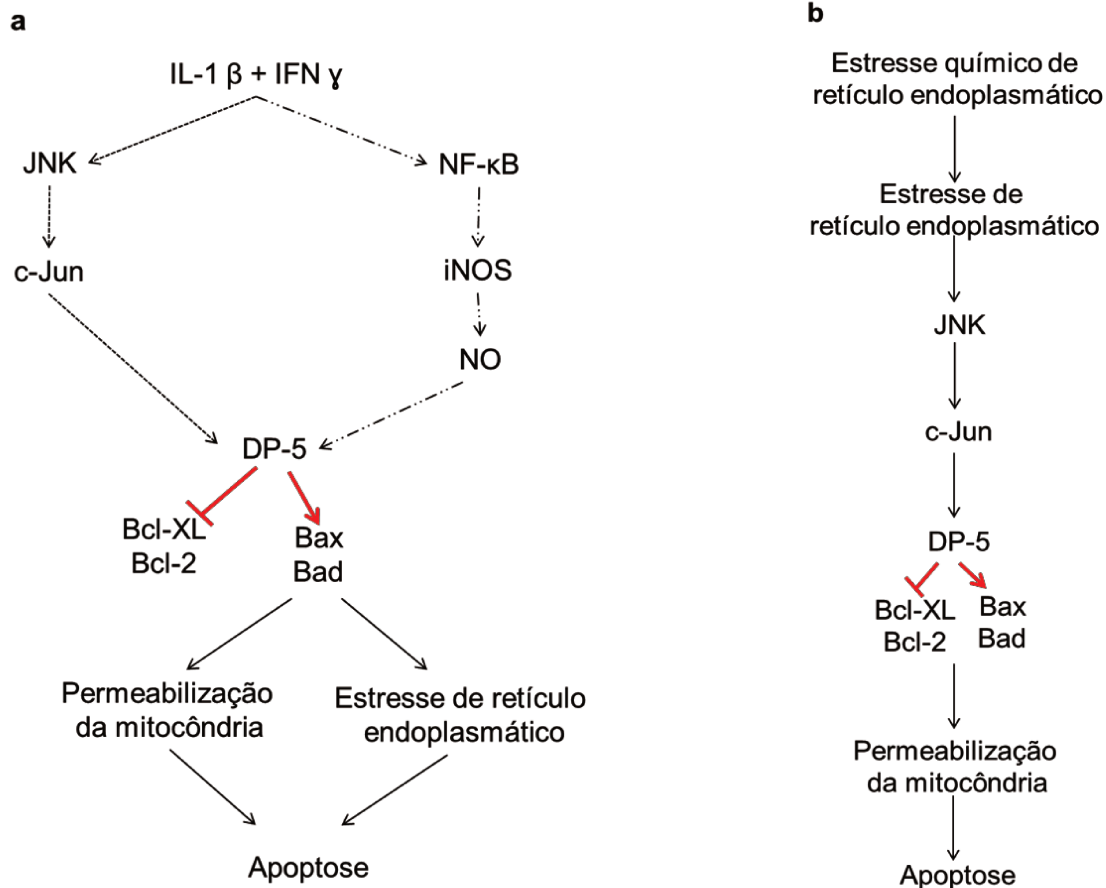 a
IL-1 β + IFN ɣ
JNK
NF-κB
c-Jun
iNOS
NO
DP-5
Bcl-XL
Bcl-2
Bax
Bad
Permeabilização
da mitocôndria
Estresse de retículo
endoplasmático
Apoptose
b
Estresse químico de
retículo endoplasmático
Estresse de
retículo endoplasmático
JNK
c-Jun
DP-5
Bcl-XL
Bcl-2
Bax
Bad
Permeabilização
da mitocôndria
Apoptose